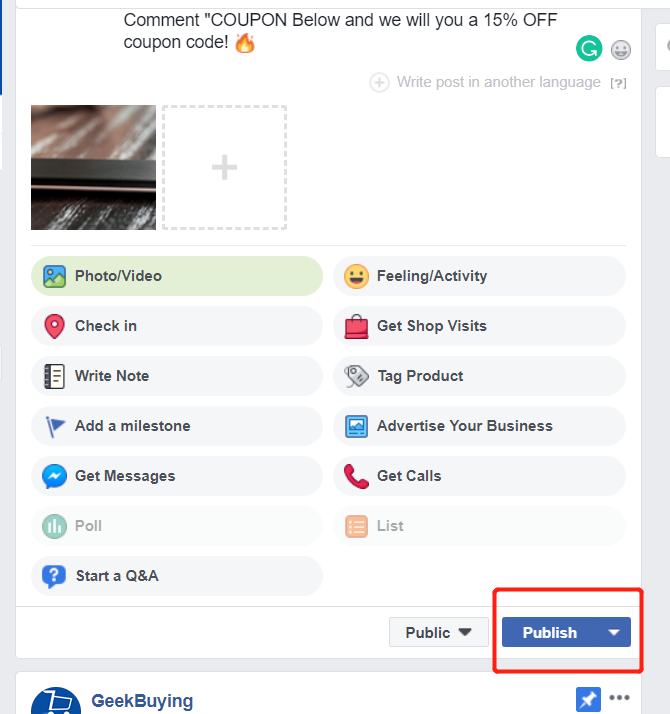 Comment "COUPON Below and we will you a 15% OFF
coupon code! 🔥
Write post in another language [?]
Photo/Video
Feeling/Activity
Check in
Get Shop Visits
Write Note
Tag Product
Add a milestone
Advertise Your Business
Get Messages
Get Calls
Poll
List
Start a Q&A
Public
Publish
GeekBuying